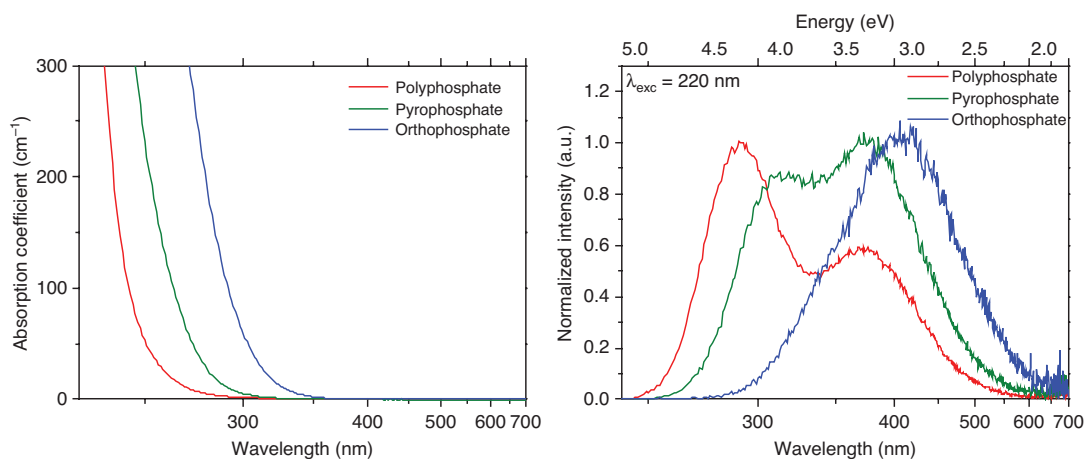 300
200
100
0
Absorption coefficient (cm⁻¹)
Polyphosphate
Pyrophosphate
Orthophosphate
300 400 500 600 700
Wavelength (nm)
Energy (eV)
5.0 4.5 4.0 3.5 3.0 2.5 2.0 1.8
λexc = 220 nm
Polyphosphate
Pyrophosphate
Orthophosphate
1.2
1.0
0.8
0.6
0.4
0.2
0.0
Normalized intensity (a.u.)
300 400 500 600 700
Wavelength (nm)